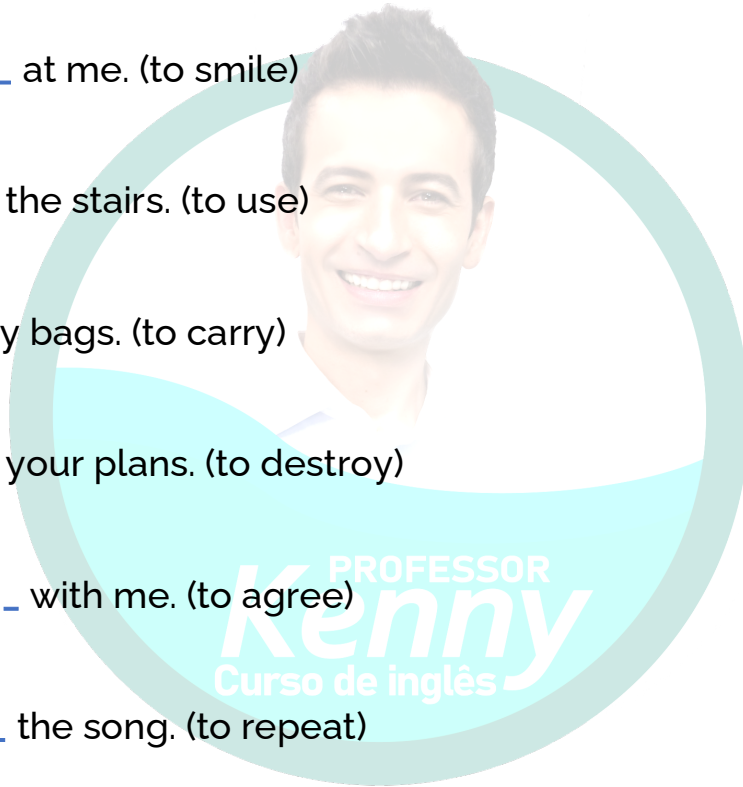 _ at me. (to smile)
the stairs. (to use)
y bags. (to carry)
your plans. (to destroy)
_ with me. (to agree)
_ the song. (to repeat)
PROFESSOR
Kenny
Curso de inglês